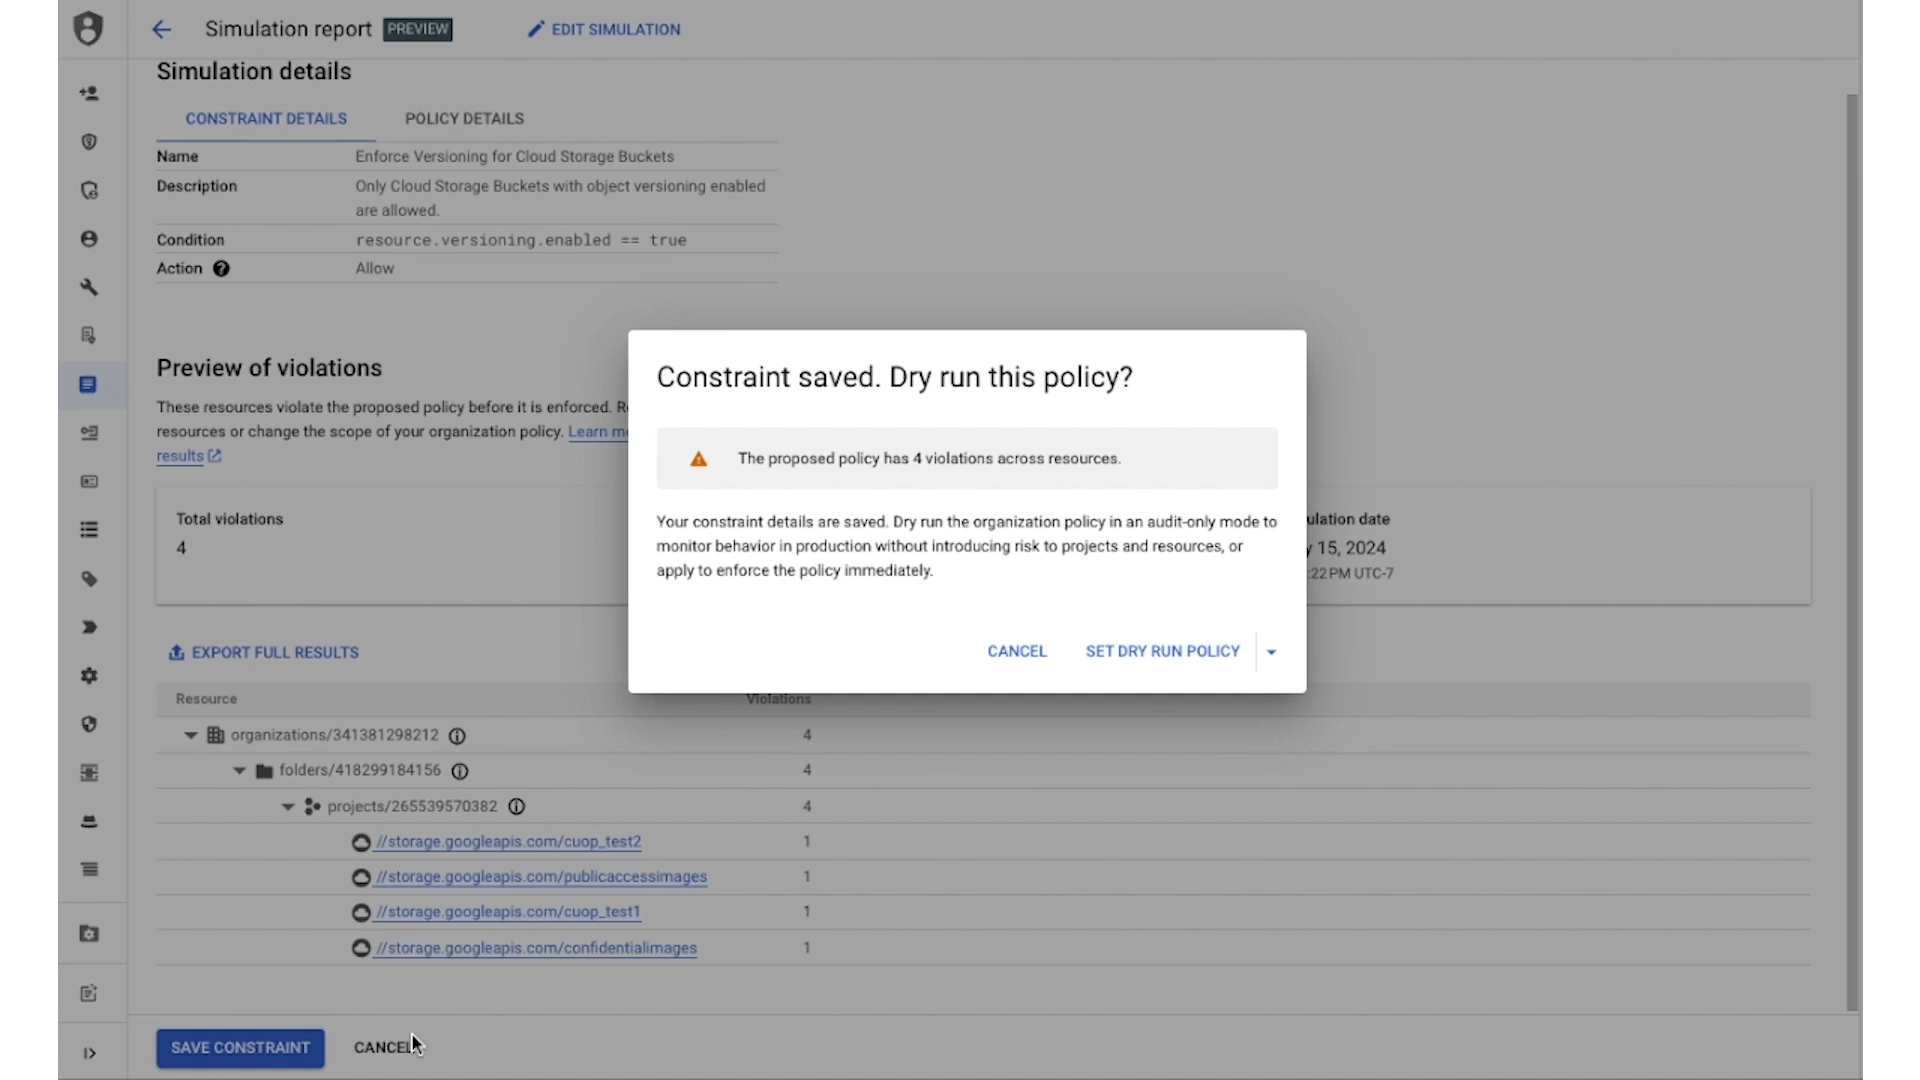 Simulation report PREVIEW EDIT SIMULATION
Simulation details
CONSTRAINT DETAILS POLICY DETAILS
Name Enforce Versioning for Cloud Storage Buckets
Description Only Cloud Storage Buckets with object versioning enabled
are allowed.
Condition resource.versioning.enabled == true
Action Allow
Preview of violations
These resources violate the proposed policy before it is enforced.
resources or change the scope of your organization policy. Learn
results
Constraint saved. Dry run this policy?
The proposed policy has 4 violations across resources.
Your constraint details are saved. Dry run the organization policy in an audit-only mode to
monitor behavior in production without introducing risk to projects and resources, or
apply to enforce the policy immediately.
CANCEL SET DRY RUN POLICY
Total violations
4
ulation date
15, 2024
:22 PM UTC-7
EXPORT FULL RESULTS
Resource Violations
organizations/341381298212 4
folders/418299184156 4
projects/265539570382 4
//storage.googleapis.com/cuop_test2 1
//storage.googleapis.com/publicaccessimages 1
//storage.googleapis.com/cuop_test1 1
//storage.googleapis.com/confidentialimages 1
SAVE CONSTRAINT CANCEL